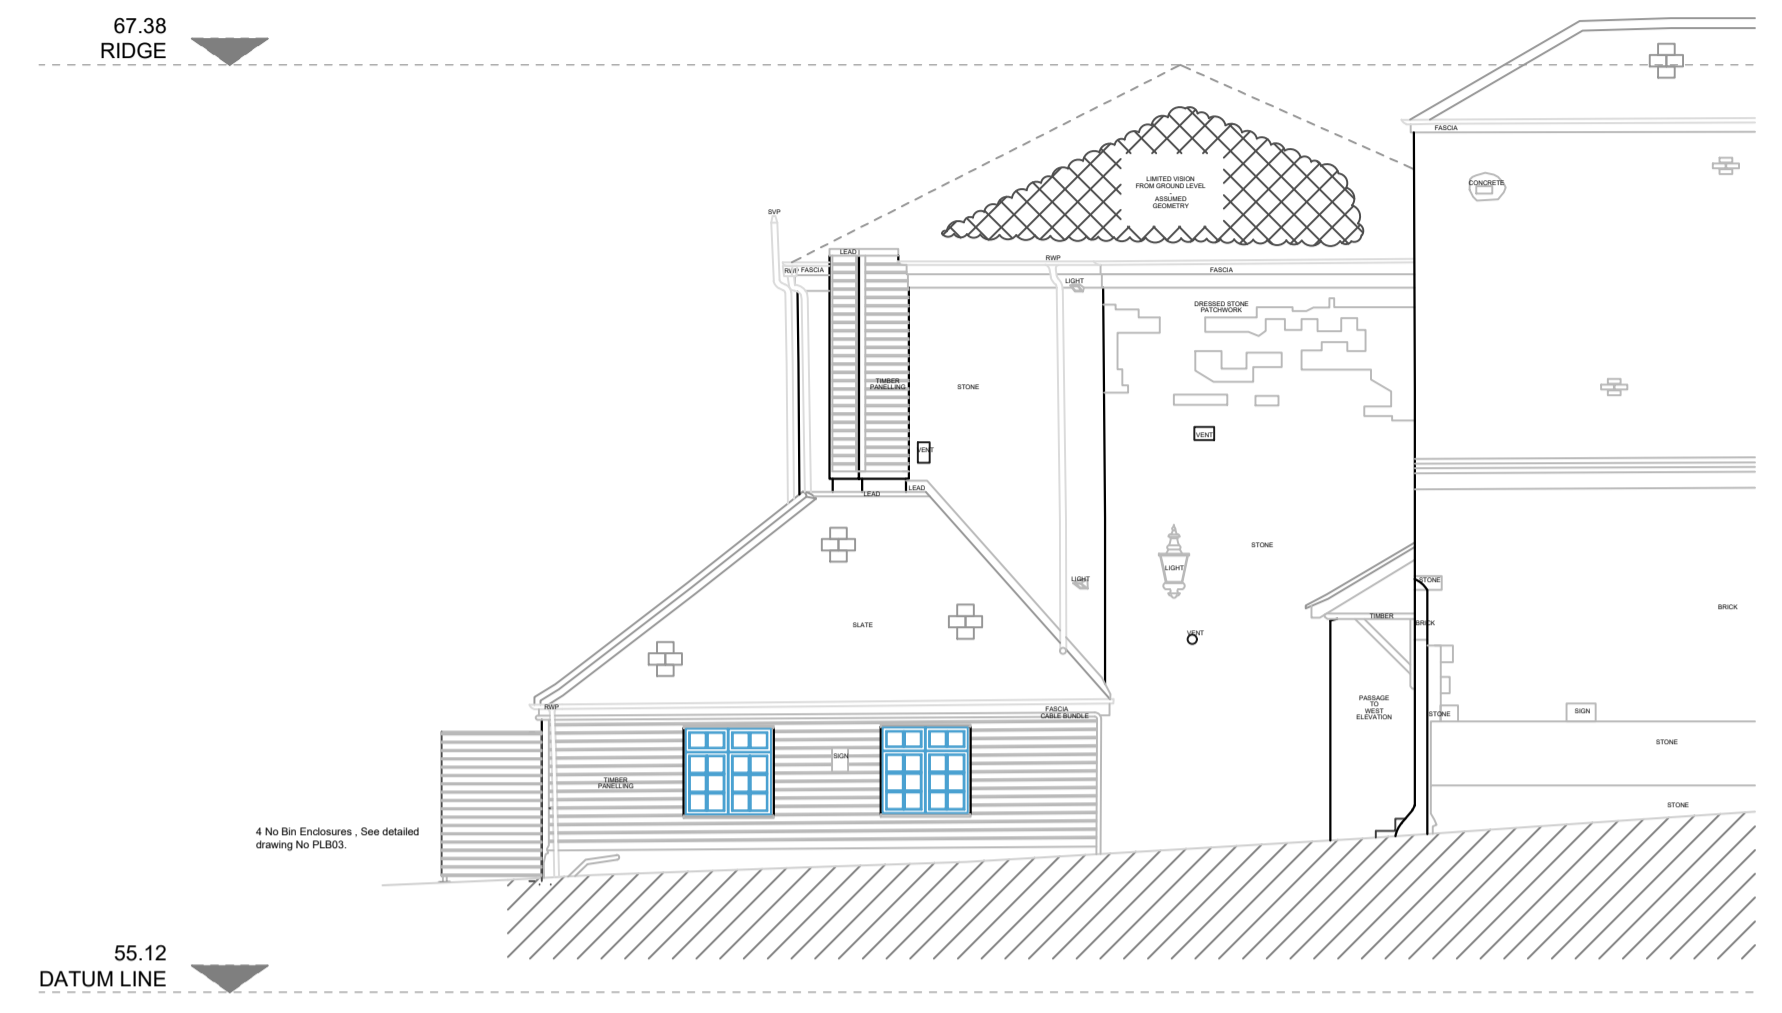 67.38
RIDGE
FASCIA
CONCRETE
LIMITED VISION
FROM GROUND LEVEL
-
ASSUMED
GEOMETRY
SVP
LEAD
RWP
RWP
FASCIA
FASCIA
LIGHT
DRESSED STONE
PATCHWORK
TIMBER
PANELLING
STONE
VENT
VENT
LEAD
LEAD
STONE
LIGHT
LIGHT
STONE
BRICK
TIMBER
BRICK
SLATE
VENT
PASSAGE
TO
WEST
ELEVATION
RWP
FASCIA
CABLE BUNDLE
STONE
SIGN
STONE
SIGN
TIMBER
PANELLING
STONE
4 No Bin Enclosures , See detailed
drawing No PLB03.
55.12
DATUM LINE